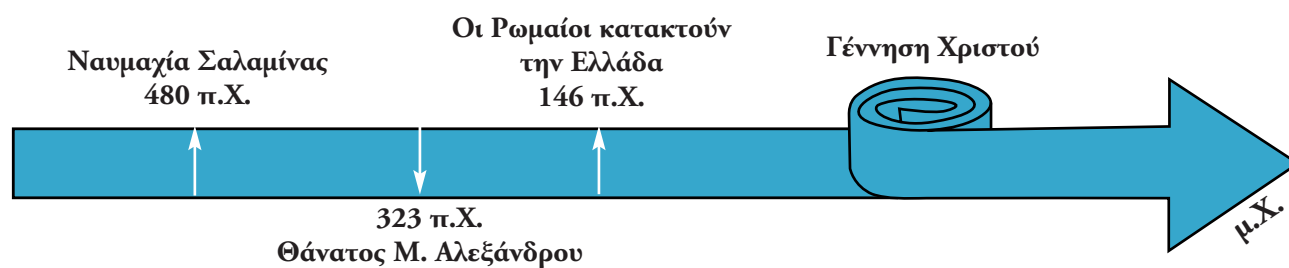 Ναυμαχία Σαλαμίνας
480 π.Χ.
323 π.Χ.
Θάνατος Μ. Αλεξάνδρου
Οι Ρωμαίοι κατακτούν
την Ελλάδα
146 π.Χ.
Γέννηση Χριστού
μ.Χ.